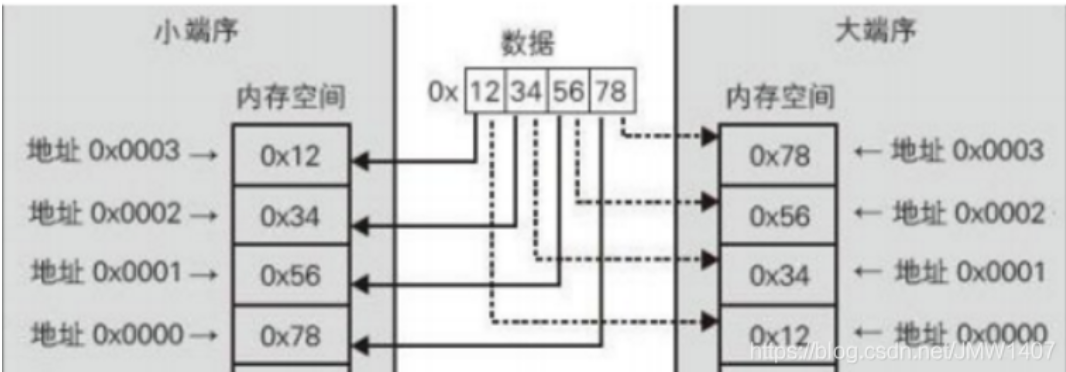 小端序
数据
大端序
内存空间
0x 12 34 56 78
内存空间
地址 0x0003 → 0x12
0x78 ← 地址 0x0003
地址 0x0002 → 0x34
0x56 ← 地址 0x0002
地址 0x0001 → 0x56
0x34 ← 地址 0x0001
地址 0x0000 → 0x78
0x12 ← 地址 0x0000
https://blog.csdn.net/JMW1407